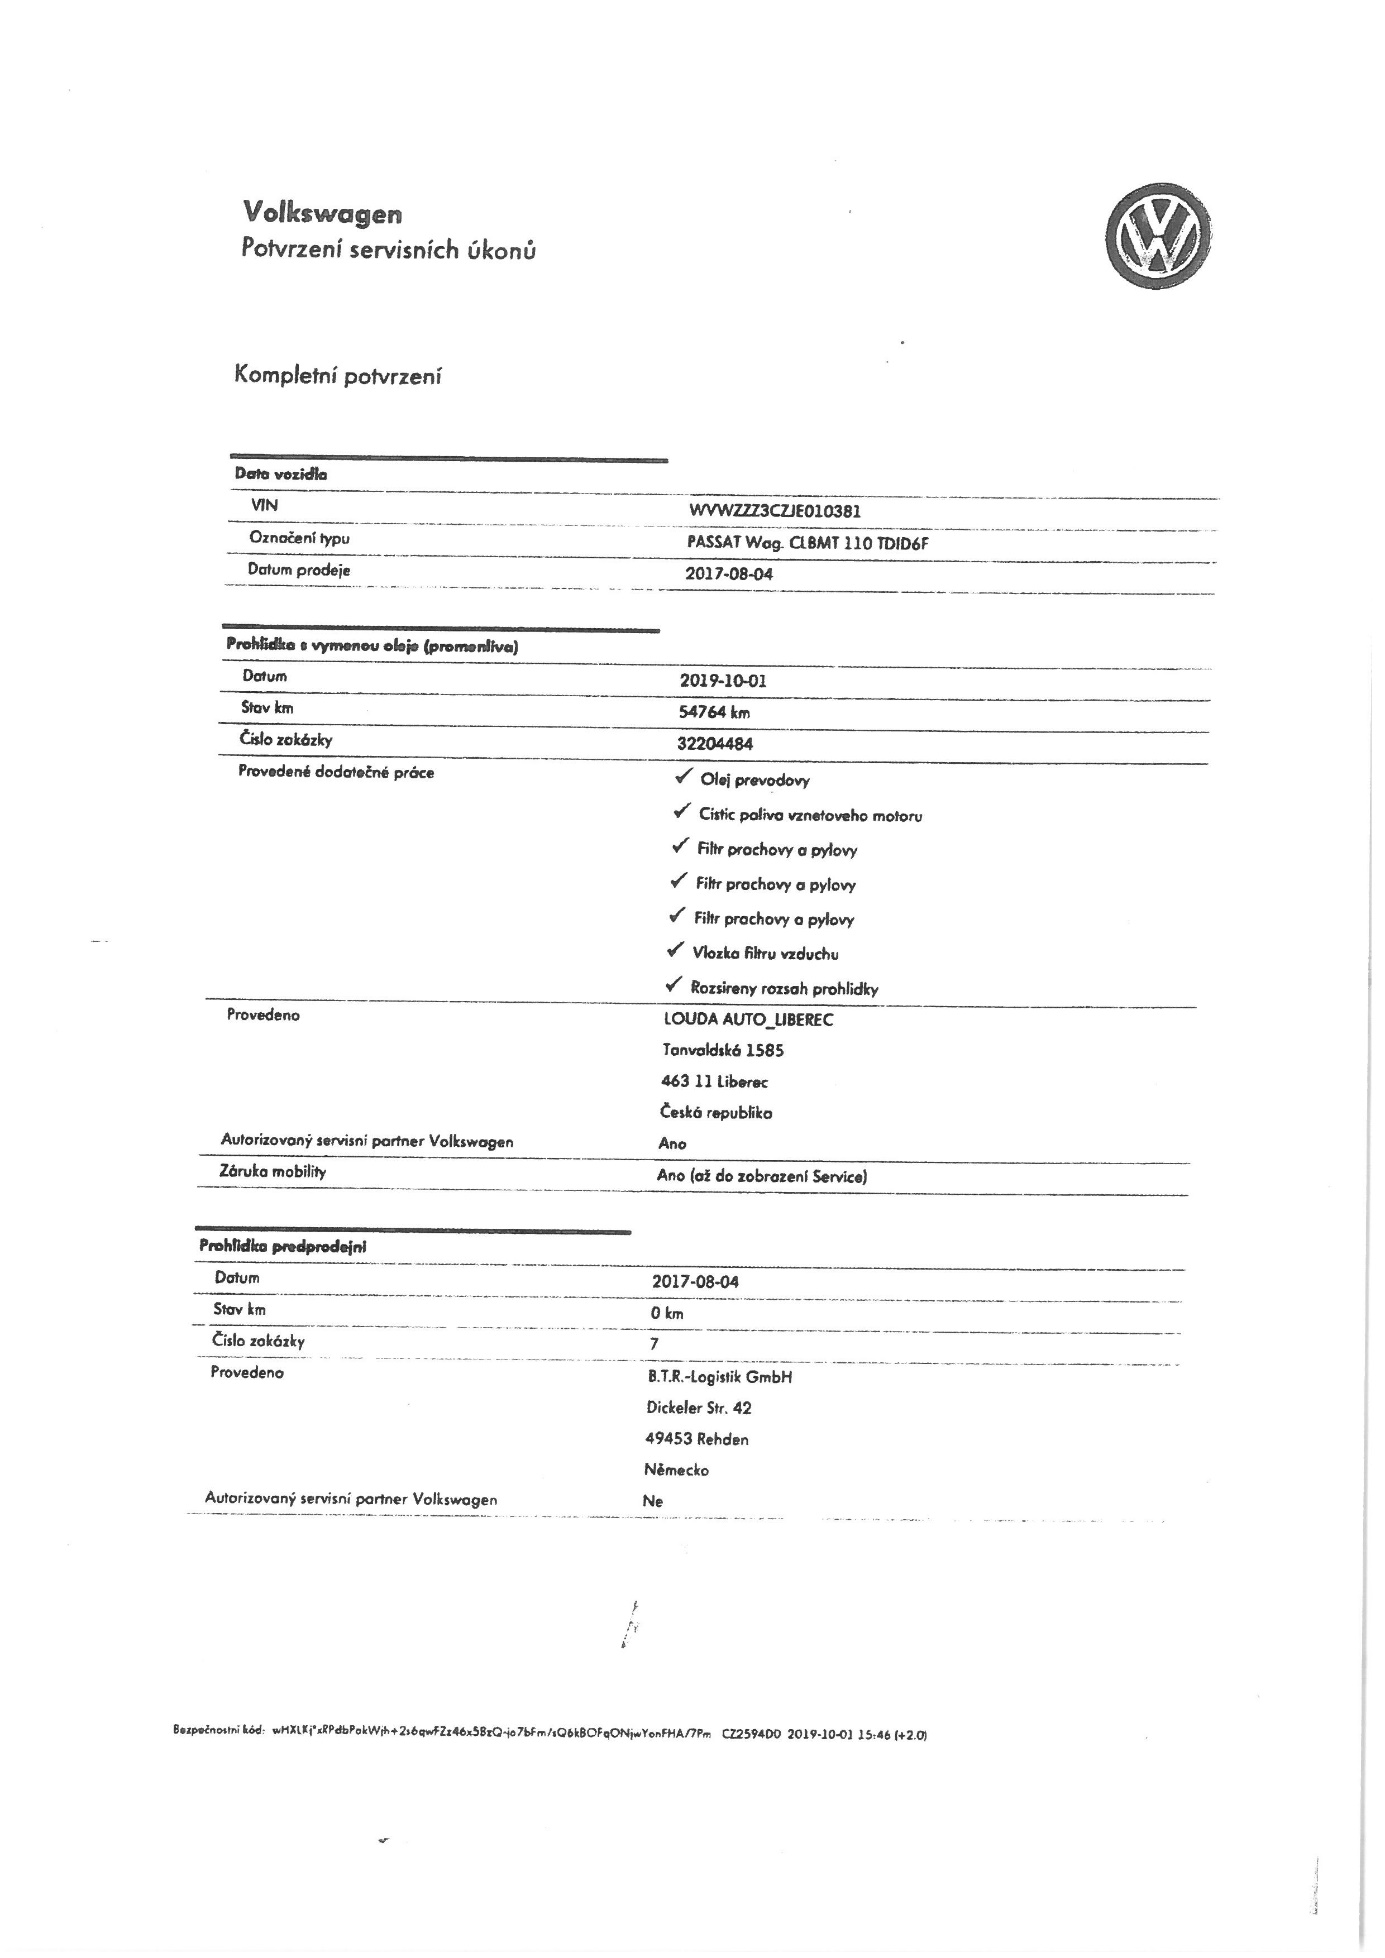 Volkswagen
Potvrzení servisních úkonů
Kompletní potvrzení
Data vozidla
VIN WVWZZZ3CZJE010381
Označení typu PASSAT Wag. CLBMT 110 TDID6F
Datum prodeje 2017-08-04
Prohlidka s vymenou oleje (promenliva)
Datum 2019-10-01
Stav km 54764 km
Číslo zakázky 32204484
Provedené dodatečné práce ✓ Olej prevodovy
✓ Cistic paliva vznetoveho motoru
✓ Filtr prachovy a pylovy
✓ Filtr prachovy a pylovy
✓ Filtr prachovy a pylovy
✓ Vlozka filtru vzduchu
✓ Rozsireny rozsah prohlidky
Provedeno LOUDA AUTO_LIBEREC
Tanvaldská 1585
463 11 Liberec
Česká republika
Autorizovaný servisní partner Volkswagen Ano
Záruka mobility Ano (až do zobrazení Service)
Prohlidka predprodejni
Datum 2017-08-04
Stav km 0 km
Číslo zakázky 7
Provedeno B.T.R.-Logistik GmbH
Dickeler Str. 42
49453 Rehden
Německo
Autorizovaný servisní partner Volkswagen Ne
Bezpečnostní kód: CZ2594D0 2019-10-01 15:46 (+2.0)